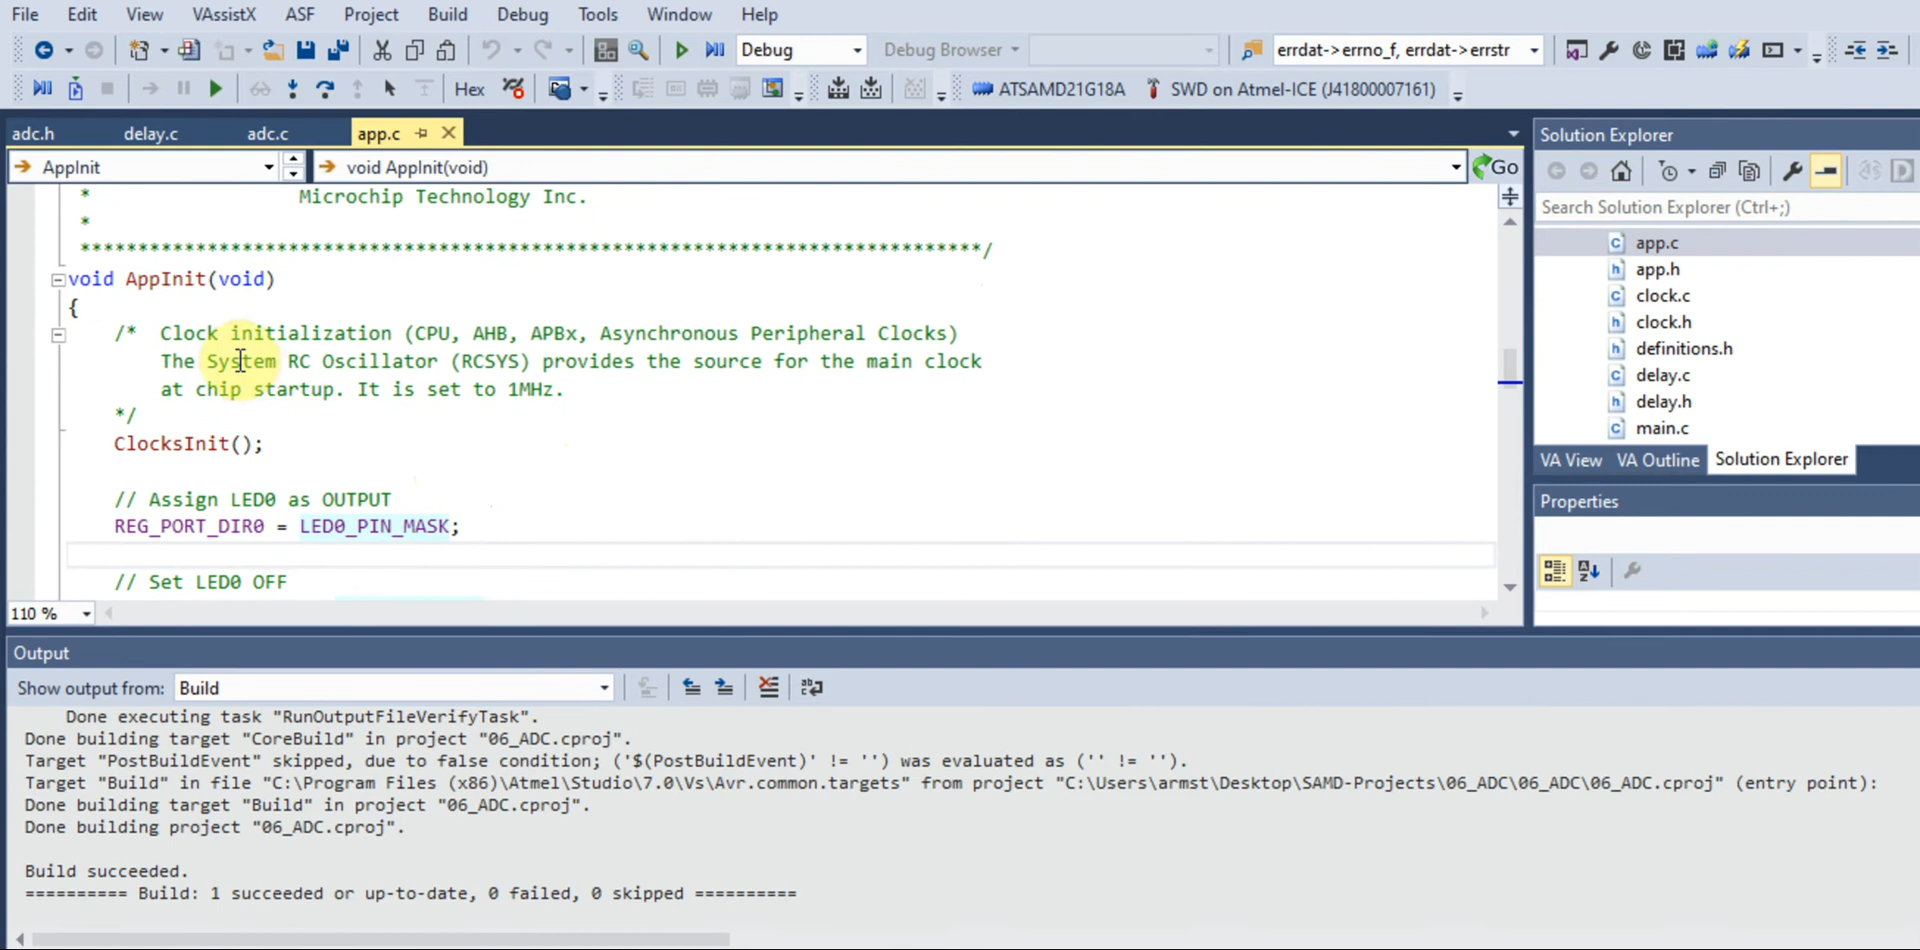 File Edit View VAssistX ASF Project Build Debug Tools Window Help
Debug Debug Browser errdat->errno_f, errdat->errstr
Hex ATSAMD21G18A SWD on Atmel-ICE (J41800007161)
adc.h delay.c adc.c app.c
AppInit void AppInit(void) Go
* Microchip Technology Inc.
*
******************************************************************************/
void AppInit(void)
{
/* Clock initialization (CPU, AHB, APBx, Asynchronous Peripheral Clocks)
The System RC Oscillator (RCSYS) provides the source for the main clock
at chip startup. It is set to 1MHz.
*/
ClocksInit();
// Assign LED0 as OUTPUT
REG_PORT_DIR0 = LED0_PIN_MASK;
// Set LED0 OFF
110 %
Solution Explorer
Search Solution Explorer (Ctrl+;)
app.c
app.h
clock.c
clock.h
definitions.h
delay.c
delay.h
main.c
VA View VA Outline Solution Explorer
Properties
Output
Show output from: Build
Done executing task "RunOutputFileVerifyTask".
Done building target "CoreBuild" in project "06_ADC.cproj".
Target "PostBuildEvent" skipped, due to false condition; ('$(PostBuildEvent)' != '') was evaluated as ('' != '').
Target "Build" in file "C:\Program Files (x86)\Atmel\Studio\7.0\Vs\Avr.common.targets" from project "C:\Users\armst\Desktop\SAMD-Projects\06_ADC\06_ADC\06_ADC.cproj" (entry point):
Done building target "Build" in project "06_ADC.cproj".
Done building project "06_ADC.cproj".
Build succeeded.
========== Build: 1 succeeded or up-to-date, 0 failed, 0 skipped ==========